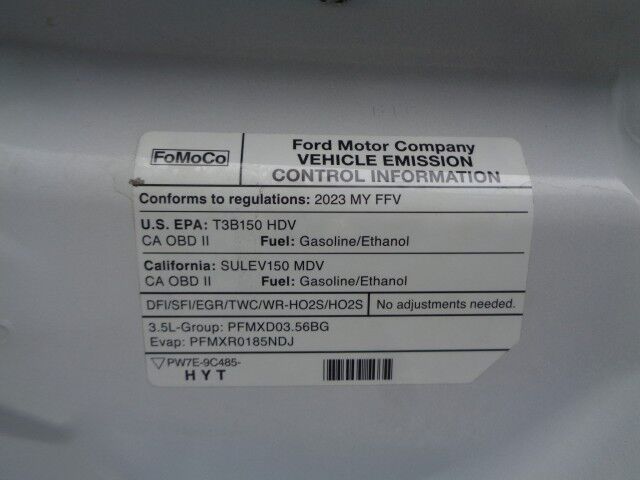 FoMoCo
Ford Motor Company
VEHICLE EMISSION
CONTROL INFORMATION
Conforms to regulations: 2023 MY FFV
U.S. EPA: T3B150 HDV
CA OBD II Fuel: Gasoline/Ethanol
California: SULEV150 MDV
CA OBD II Fuel: Gasoline/Ethanol
DFI/SFI/EGR/TWC/WR-HO2S/HO2S No adjustments needed.
3.5L-Group: PFMXD03.56BG
Evap: PFMXR0185NDJ
PW7E-9C485-
HYT